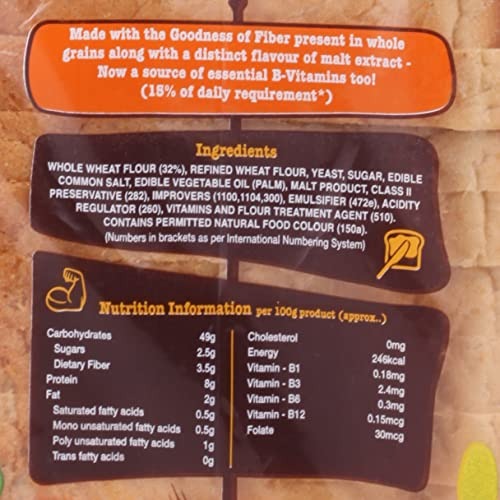 Made with the Goodness of Fiber present in whole
grains along with a distinct flavour of malt extract -
Now a source of essential B-Vitamins too!
(15% of daily requirement*)
Ingredients
WHOLE WHEAT FLOUR (32%), REFINED WHEAT FLOUR, YEAST, SUGAR, EDIBLE
COMMON SALT, EDIBLE VEGETABLE OIL (PALM), MALT PRODUCT, CLASS II
PRESERVATIVE (282), IMPROVERS (1100,1104,300), EMULSIFIER (472e), ACIDITY
REGULATOR (260), VITAMINS AND FLOUR TREATMENT AGENT (510).
CONTAINS PERMITTED NATURAL FOOD COLOUR (150a).
(Numbers in brackets as per International Numbering System)
Nutrition Information per 100g product (approx..)
Carbohydrates 49g
Sugars 2.5g
Dietary Fiber 3.5g
Protein 8g
Fat 2g
Saturated fatty acids 0.5g
Mono unsaturated fatty acids 0.5g
Poly unsaturated fatty acids 1g
Trans fatty acids 0g
Cholesterol 0mg
Energy 246kcal
Vitamin - B1 0.18mg
Vitamin - B3 2.4mg
Vitamin - B6 0.3mg
Vitamin - B12 0.15mcg
Folate 30mcg